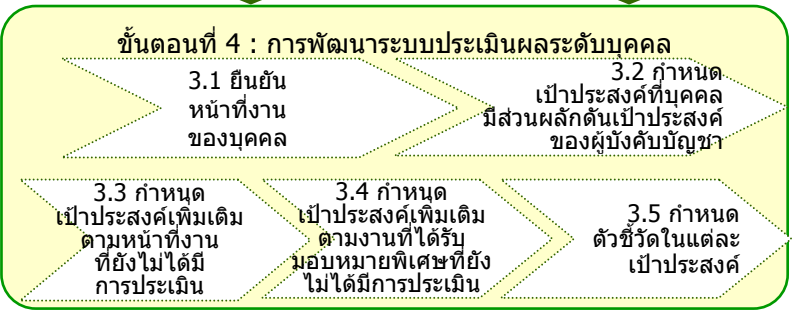 ขั้นตอนที่ 4 : การพัฒนาระบบประเมินผลระดับบุคคล
3.1 ยืนยัน
หน้าที่งาน
ของบุคคล
3.2 กำหนด
เป้าประสงค์ที่บุคคล
มีส่วนผลักดันเป้าประสงค์
ของผู้บังคับบัญชา
3.3 กำหนด
เป้าประสงค์เพิ่มเติม
ตามหน้าที่งาน
ที่ยังไม่ได้มี
การประเมิน
3.4 กำหนด
เป้าประสงค์เพิ่มเติม
ตามงานที่ได้รับ
มอบหมายพิเศษที่ยัง
ไม่ได้มีการประเมิน
3.5 กำหนด
ตัวชี้วัดในแต่ละ
เป้าประสงค์